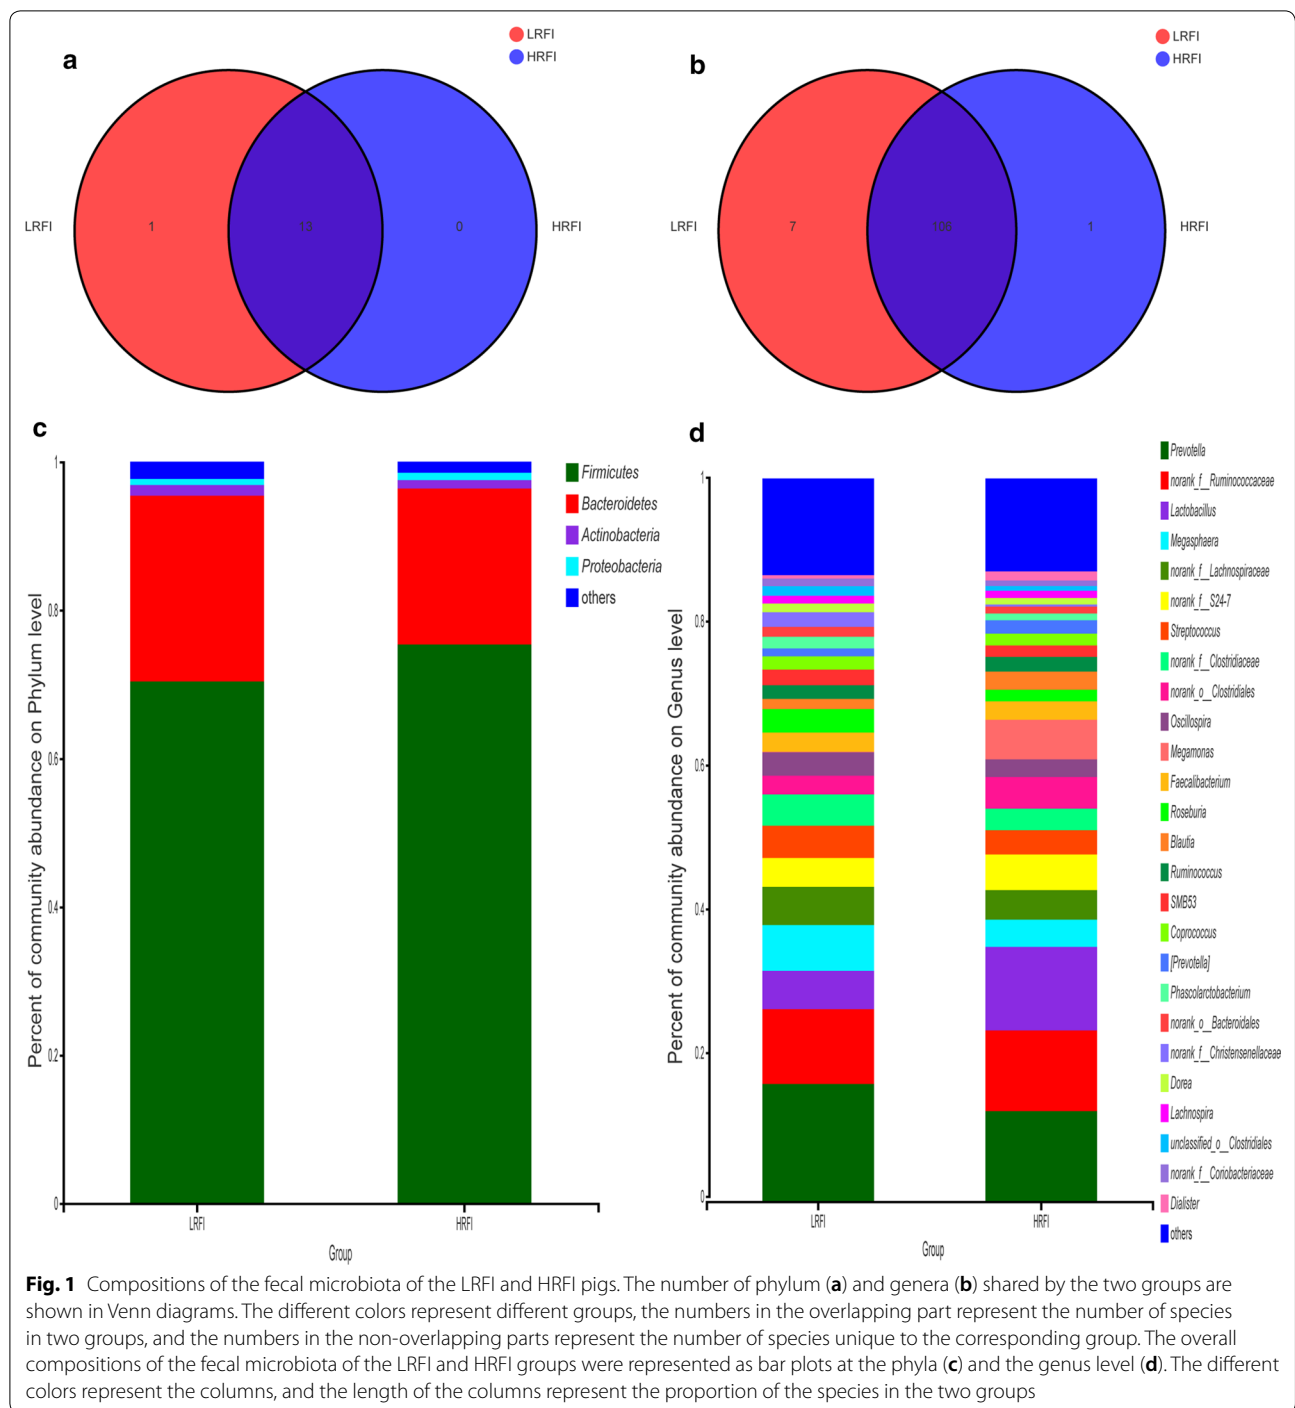 a
LRFI
HRFI
LRFI
1
13
0
HRFI
b
LRFI
HRFI
LRFI
7
106
1
HRFI
c
Percent of community abundance on Phylum level
1
0.8
0.6
0.4
0.2
0
LRFI
HRFI
Group
Firmicutes
Bacteroidetes
Actinobacteria
Proteobacteria
others
d
Percent of community abundance on Genus level
1
0.8
0.6
0.4
0.2
0
LRFI
HRFI
Group
Prevotella
norank_f__Ruminococcaceae
Lactobacillus
Megasphaera
norank_f__Lachnospiraceae
norank_f__S24-7
Streptococcus
norank_f__Clostridiaceae
norank_o__Clostridiales
Oscillospira
Megamonas
Faecalibacterium
Roseburia
Blautia
Ruminococcus
SMB53
Coprococcus
[Prevotella]
Phascolarctobacterium
norank_o__Bacteroidales
norank_f__Christensenellaceae
Dorea
Lachnospira
unclassified_o__Clostridiales
norank_f__Coriobacteriaceae
Dialister
others
Fig. 1 Compositions of the fecal microbiota of the LRFI and HRFI pigs. The number of phylum (a) and genera (b) shared by the two groups are
shown in Venn diagrams. The different colors represent different groups, the numbers in the overlapping part represent the number of species
in two groups, and the numbers in the non-overlapping parts represent the number of species unique to the corresponding group. The overall
compositions of the fecal microbiota of the LRFI and HRFI groups were represented as bar plots at the phyla (c) and the genus level (d). The different
colors represent the columns, and the length of the columns represent the proportion of the species in the two groups